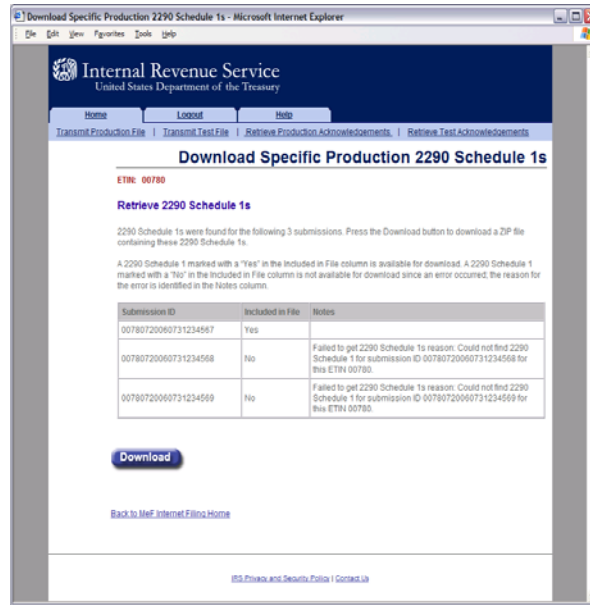 Download Specific Production 2290 Schedule 1s - Microsoft Internet Explorer
File Edit View Favorites Tools Help
Internal Revenue Service
United States Department of the Treasury
Home Logout Help
Transmit Production File | Transmit Test File | Retrieve Production Acknowledgements | Retrieve Test Acknowledgements
Download Specific Production 2290 Schedule 1s
ETIN: 00780
Retrieve 2290 Schedule 1s
2290 Schedule 1s were found for the following 3 submissions. Press the Download button to download a ZIP file
containing these 2290 Schedule 1s.
A 2290 Schedule 1 marked with a "Yes" in the Included in File column is available for download. A 2290 Schedule 1
marked with a "No" in the Included in File column is not available for download since an error occurred; the reason for
the error is identified in the Notes column.
Submission ID Included in File Notes
00780720060731234567 Yes
00780720060731234568 No Failed to get 2290 Schedule 1s reason: Could not find 2290
Schedule 1 for submission ID 00780720060731234568 for
this ETIN 00780.
00780720060731234569 No Failed to get 2290 Schedule 1s reason: Could not find 2290
Schedule 1 for submission ID 00780720060731234569 for
this ETIN 00780.
Download
Back to MeF Internet Filing Home
IRS Privacy and Security Policy | Contact Us